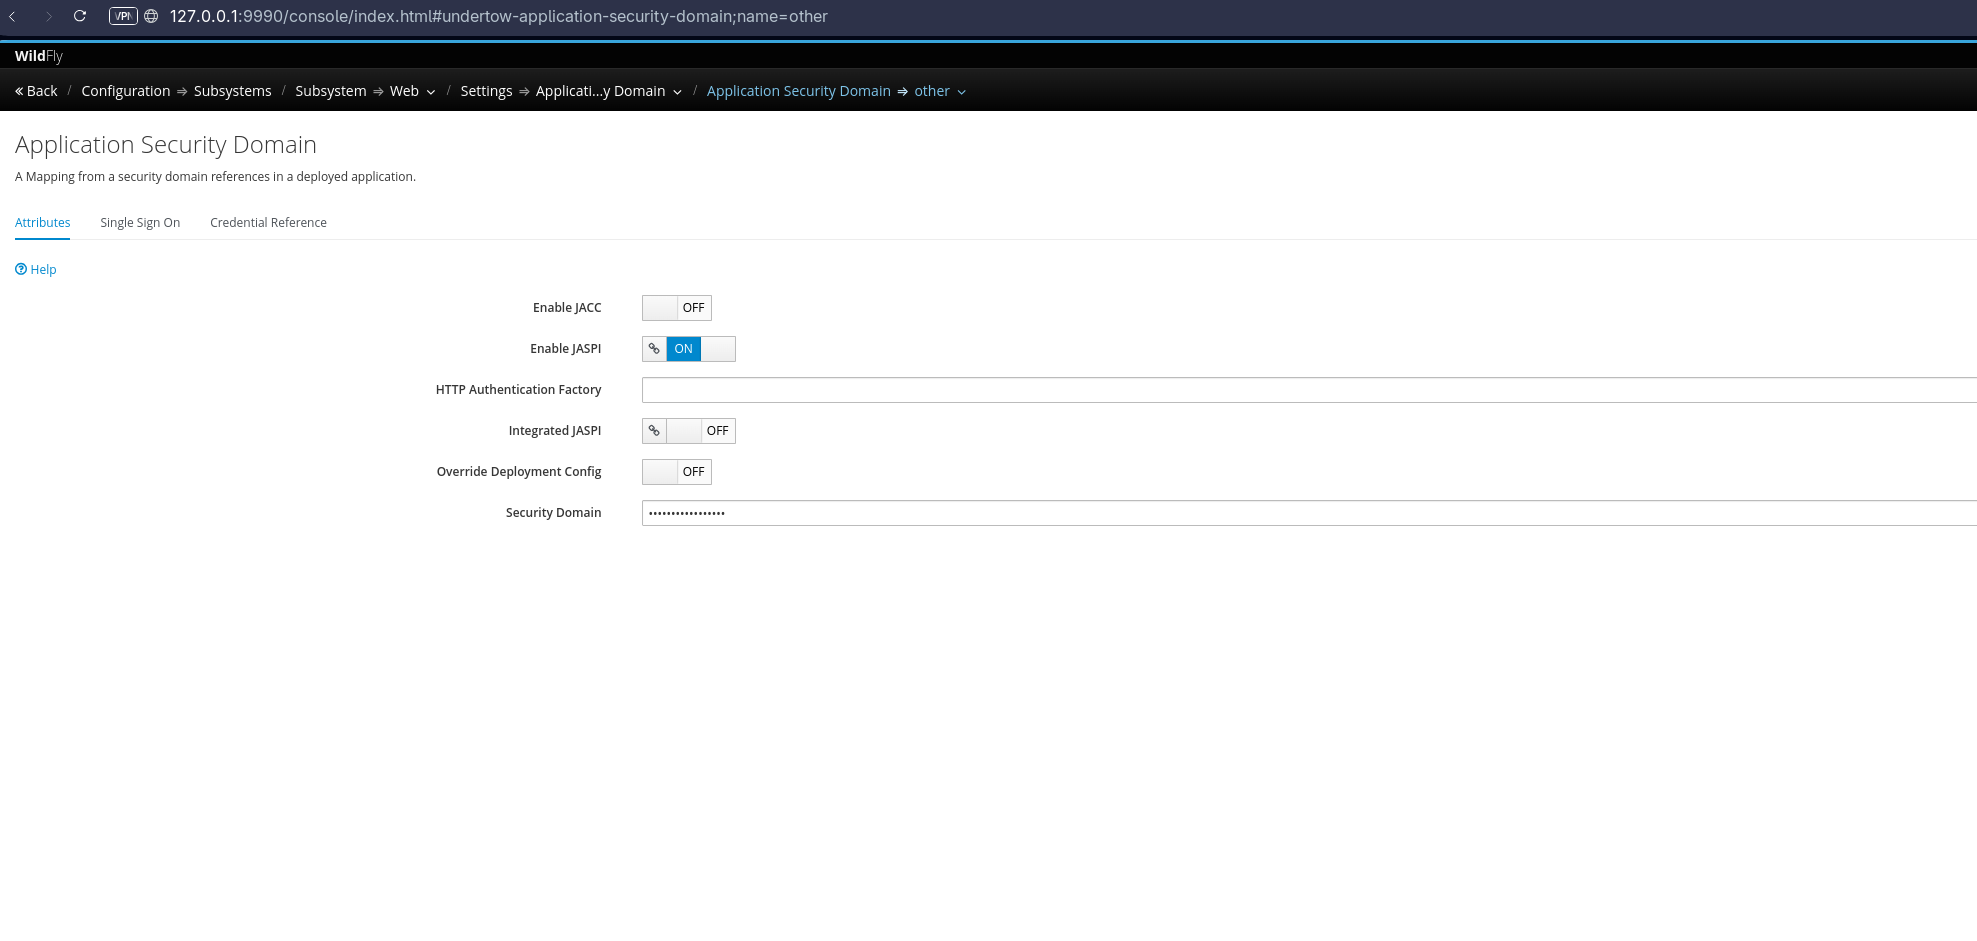 VPN 127.0.0.1:9990/console/index.html#undertow-application-security-domain;name=other
WildFly
« Back / Configuration ⇒ Subsystems / Subsystem ⇒ Web / Settings ⇒ Applicati...y Domain / Application Security Domain ⇒ other
Application Security Domain
A Mapping from a security domain references in a deployed application.
Attributes Single Sign On Credential Reference
Help
Enable JACC OFF
Enable JASPI ON
HTTP Authentication Factory
Integrated JASPI OFF
Override Deployment Config OFF
Security Domain •••••••••••••••••